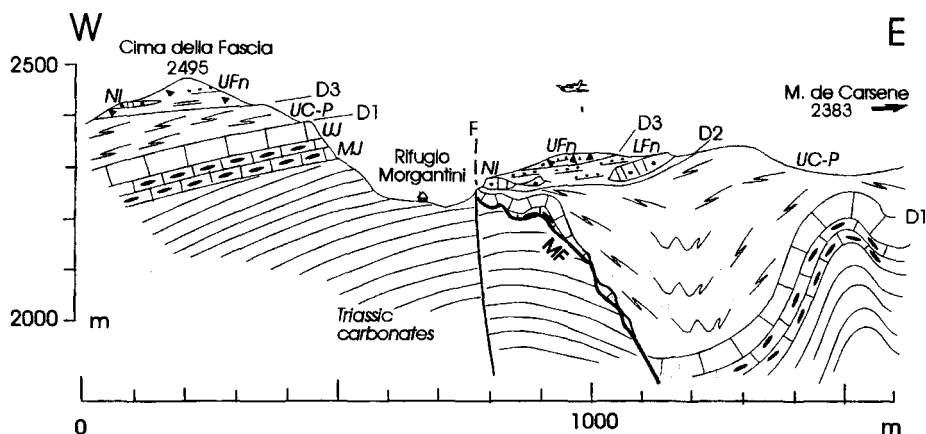 W
E
Cima della Fascia
2495
2500
NI
UFn
D3
UC-P
D1
UJ
MJ
Rifugio
Morgantini
F
NI
UFn
D3
LFn
D2
M. de Carsene
2383
UC-P
D1
MF
2000
m
Triassic
carbonates
0
1000
m